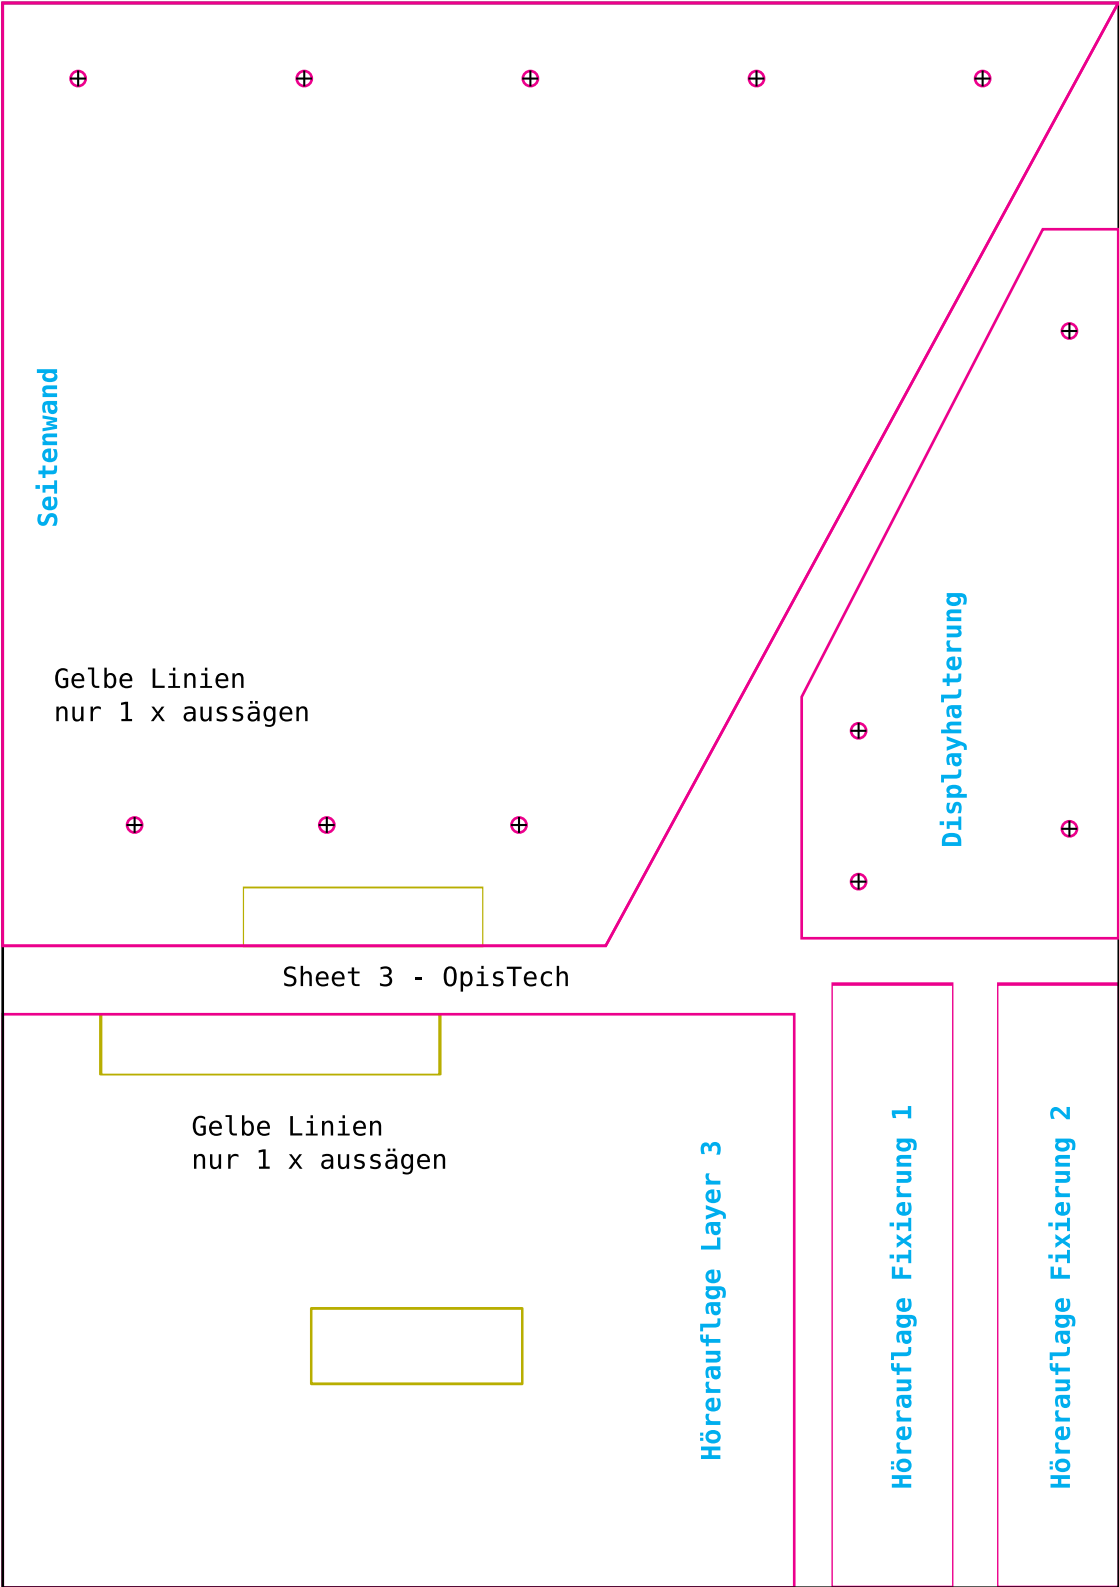 Seitenwand
Displayhalterung
Gelbe Linien
nur 1 x aussägen
Sheet 3 - OpisTech
Gelbe Linien
nur 1 x aussägen
Hörerauflage Layer 3
Hörerauflage Fixierung 1
Hörerauflage Fixierung 2